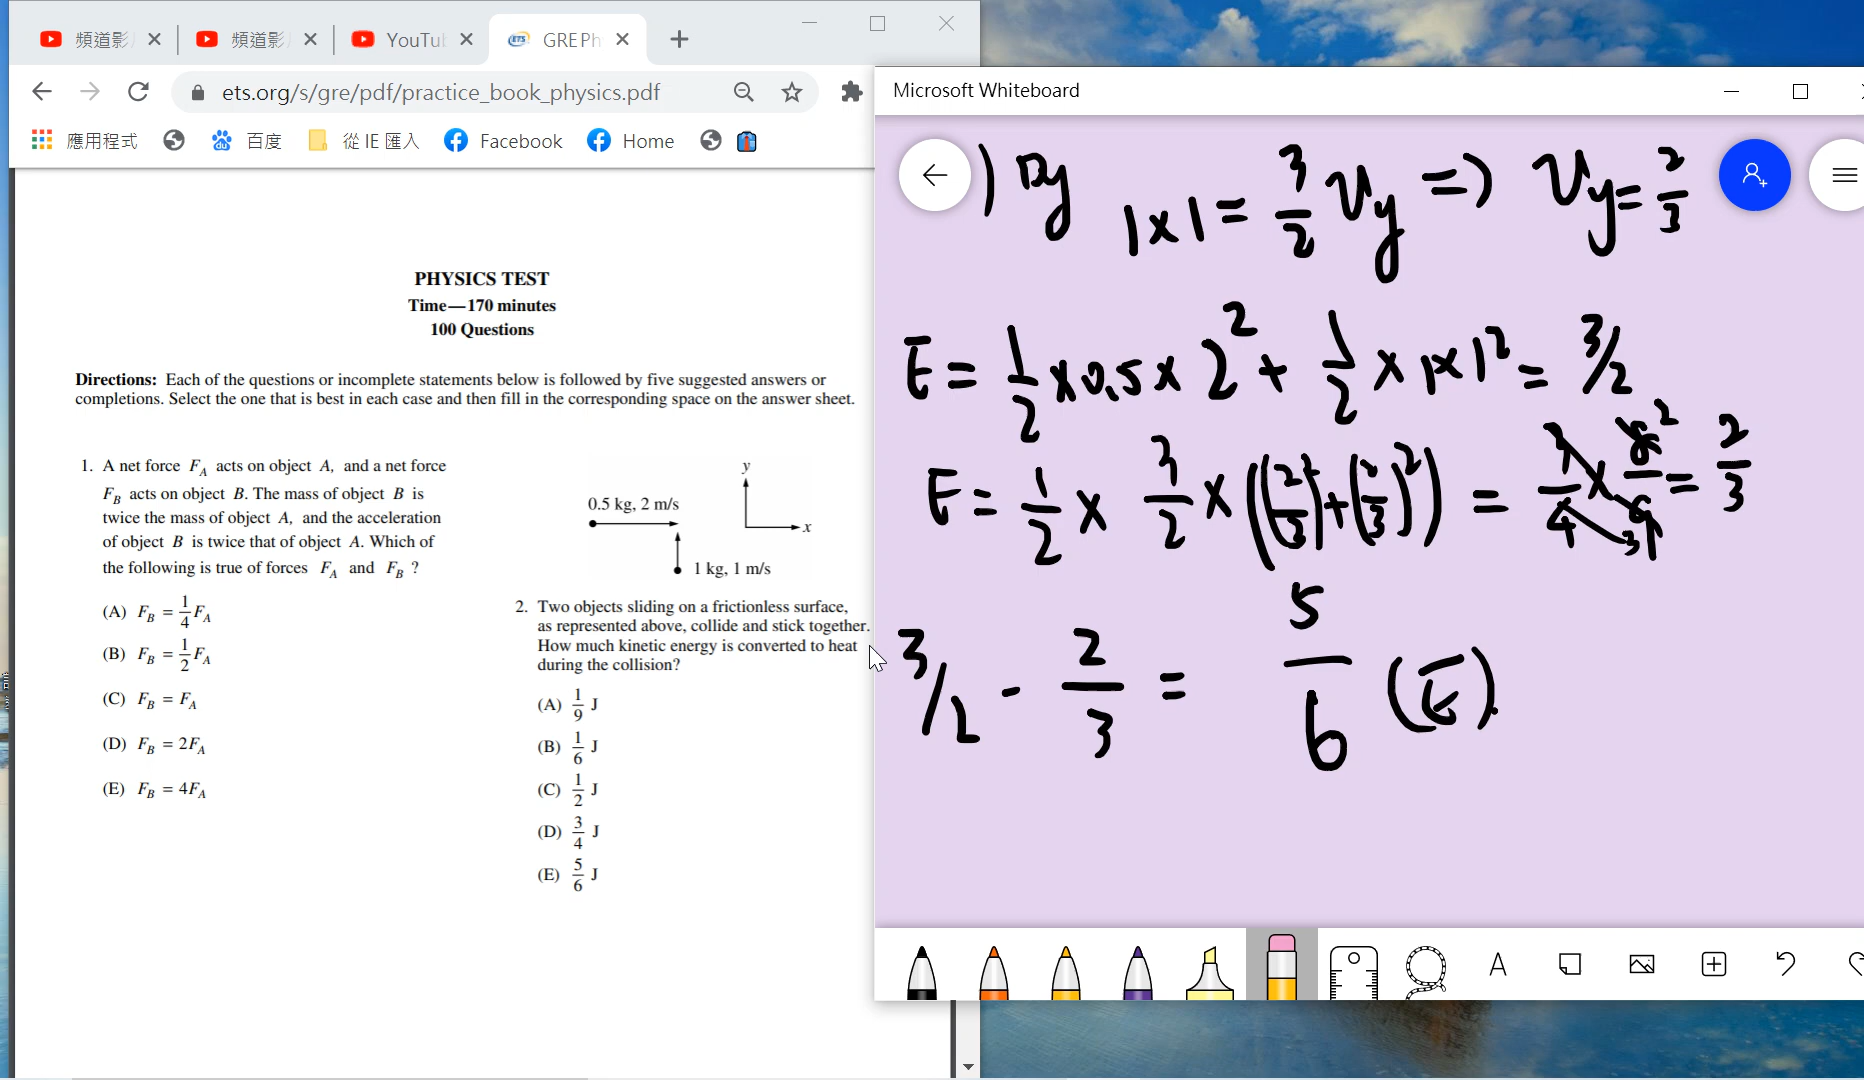 頻道影
頻道影
YouTu
GRE Ph
ets.org/s/gre/pdf/practice_book_physics.pdf
應用程式
百度
從 IE 匯入
Facebook
Home
PHYSICS TEST
Time—170 minutes
100 Questions
Directions: Each of the questions or incomplete statements below is followed by five suggested answers or
completions. Select the one that is best in each case and then fill in the corresponding space on the answer sheet.
1. A net force F_A acts on object A, and a net force
F_B acts on object B. The mass of object B is
twice the mass of object A, and the acceleration
of object B is twice that of object A. Which of
the following is true of forces F_A and F_B ?
(A) F_B = 1/4 F_A
(B) F_B = 1/2 F_A
(C) F_B = F_A
(D) F_B = 2F_A
(E) F_B = 4F_A
y
0.5 kg, 2 m/s
x
1 kg, 1 m/s
2. Two objects sliding on a frictionless surface,
as represented above, collide and stick together.
How much kinetic energy is converted to heat
during the collision?
(A) 1/9 J
(B) 1/6 J
(C) 1/2 J
(D) 3/4 J
(E) 5/6 J
Microsoft Whiteboard
) Py 1×1 = 3/2 Vy => Vy = 2/3
E = 1/2 × 0.5 × 2² + 1/2 × 1×1² = 3/2
E = 1/2 × 3/2 × ((2/3)² + (2/3)²) = 3/4 × 8/9 = 2/3
3/2 - 2/3 = 5/6 (E).
A